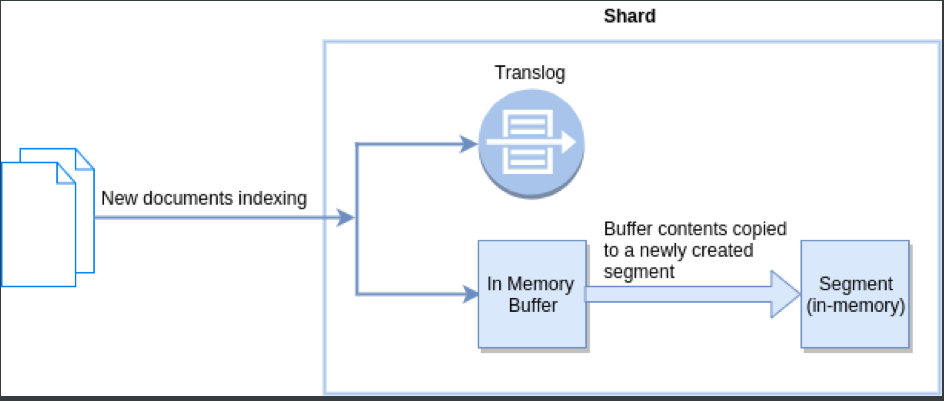 Shard
Translog
New documents indexing
Buffer contents copied
to a newly created
segment
In Memory
Buffer
Segment
(in-memory)